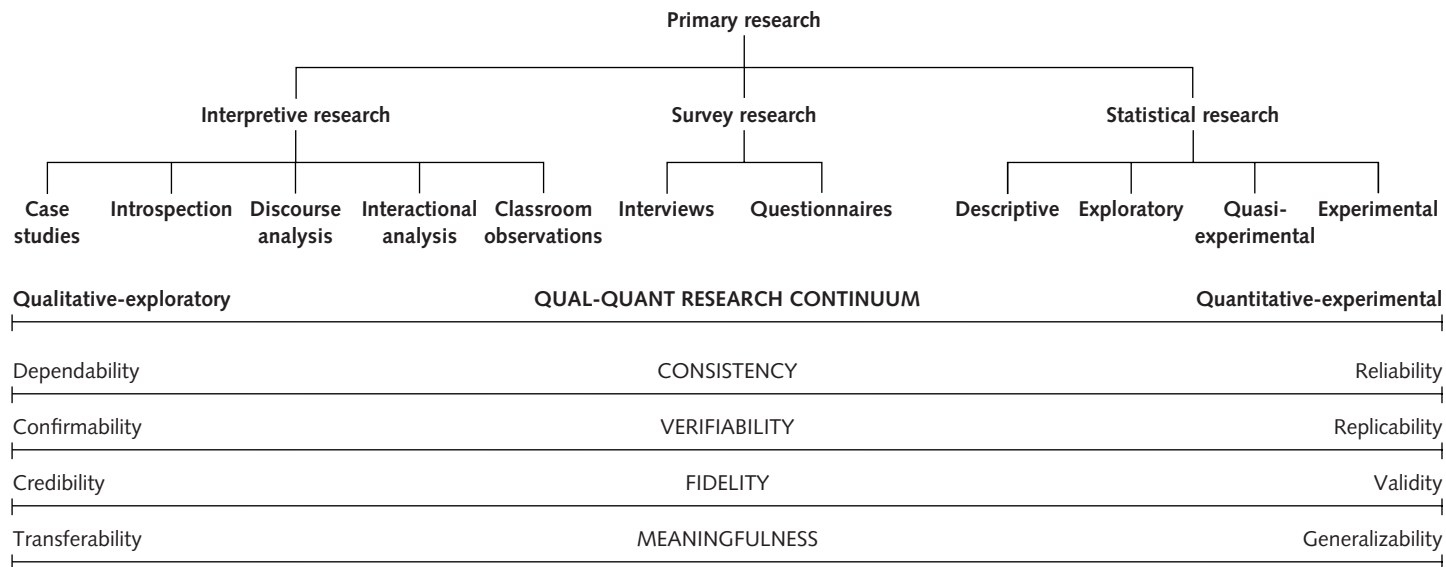 Primary research
Interpretive research Survey research Statistical research
Case studies Introspection Discourse analysis Interactional analysis Classroom observations Interviews Questionnaires Descriptive Exploratory Quasi-experimental Experimental
Qualitative-exploratory QUAL-QUANT RESEARCH CONTINUUM Quantitative-experimental
Dependability CONSISTENCY Reliability
Confirmability VERIFIABILITY Replicability
Credibility FIDELITY Validity
Transferability MEANINGFULNESS Generalizability